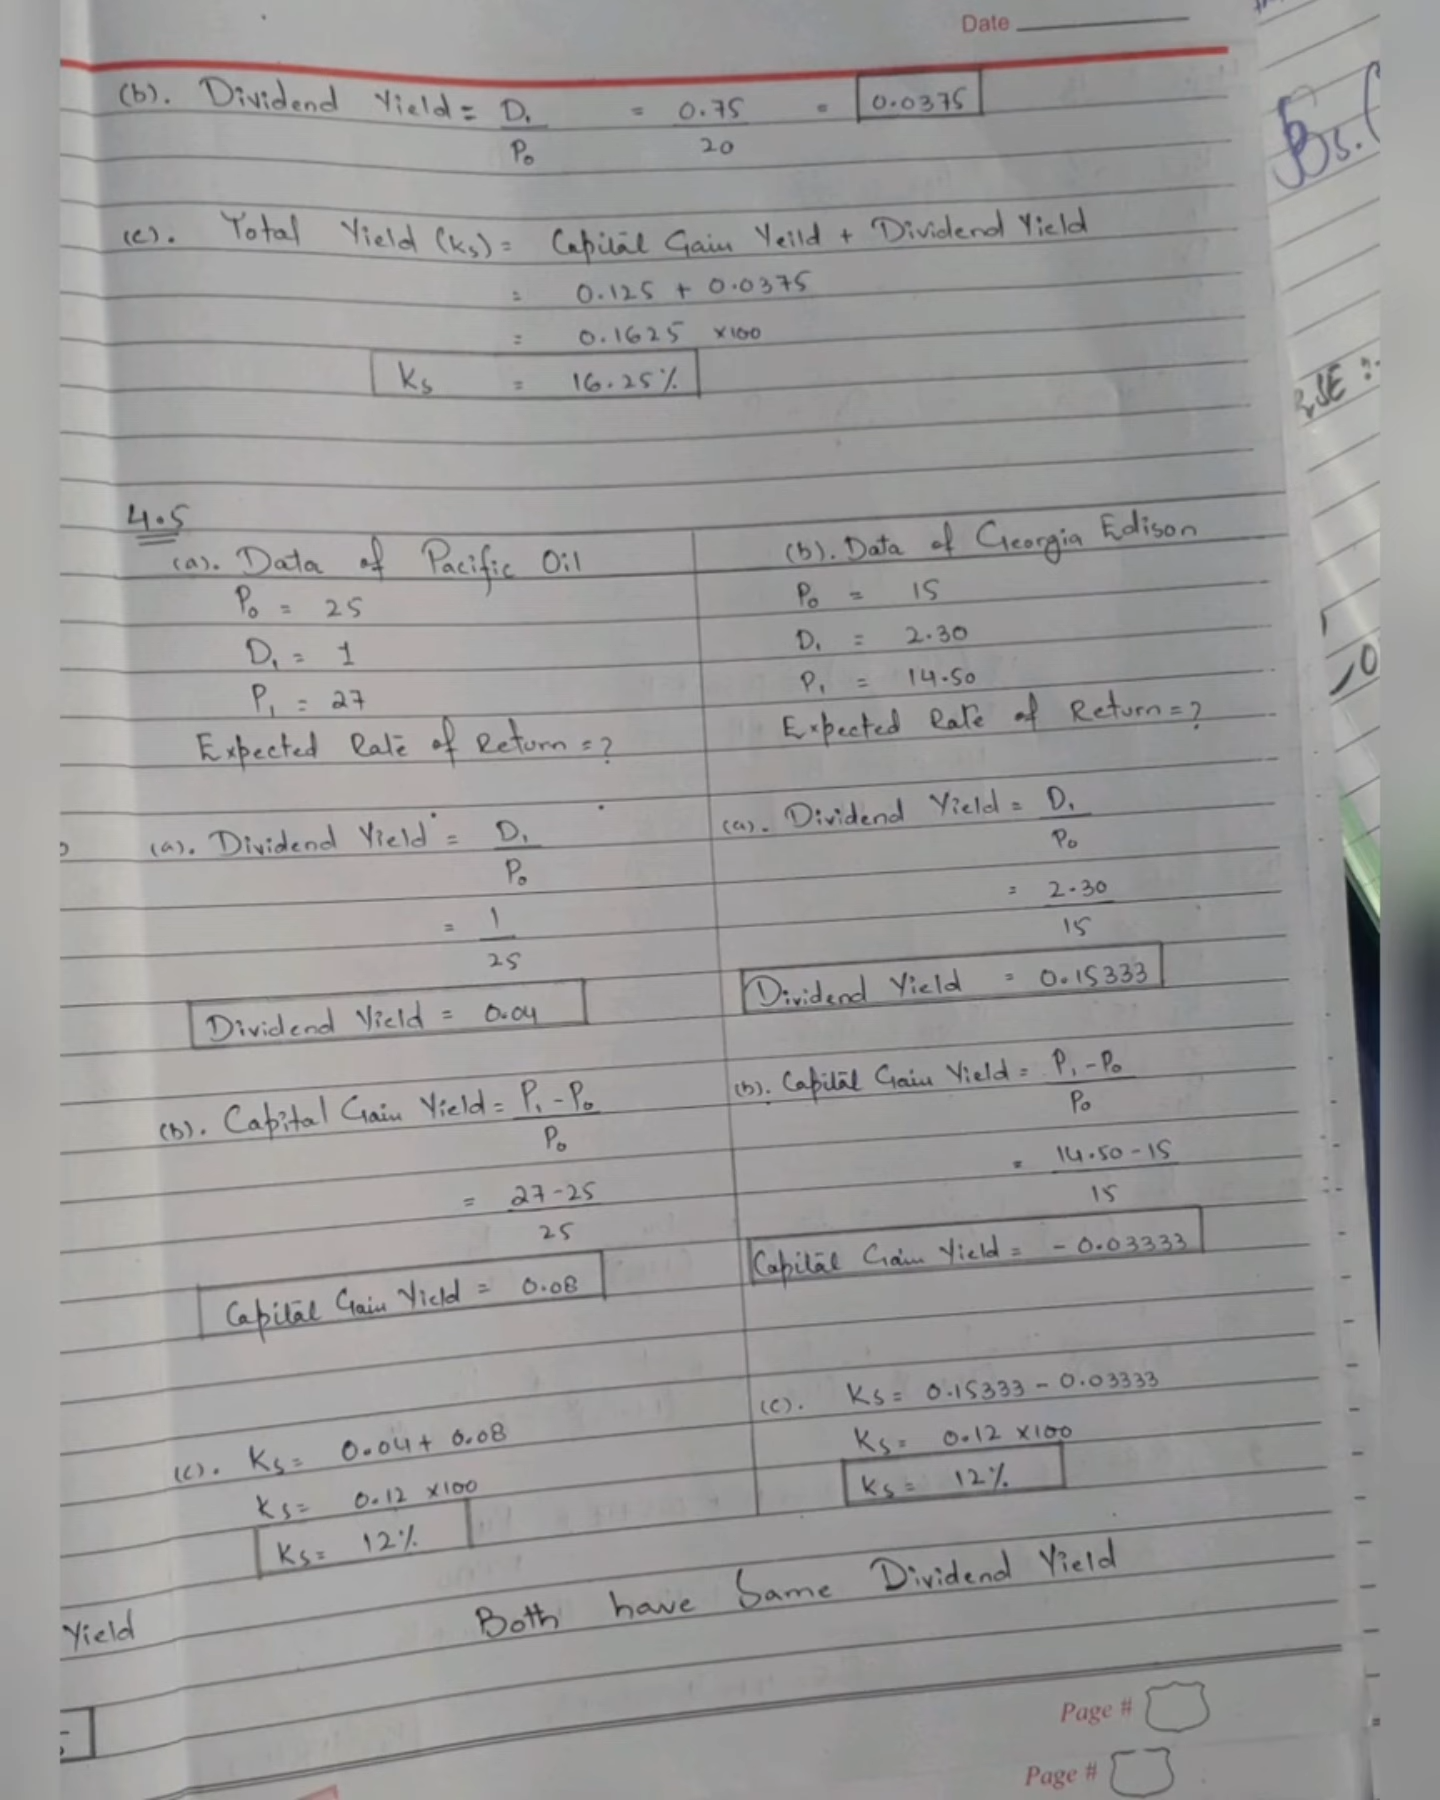 Date
(b). Dividend Yield = D₁/P₀ = 0.75/20 = 0.0375
(c). Total Yield (Ks) = Capital Gain Yeild + Dividend Yield
= 0.125 + 0.0375
= 0.1625 x100
Ks = 16.25%
4.5
(a). Data of Pacific Oil
P₀ = 25
D₁ = 1
P₁ = 27
Expected Rate of Return = ?
(a). Dividend Yield = D₁/P₀
= 1/25
Dividend Yield = 0.04
(b). Capital Gain Yield = P₁-P₀/P₀
= 27-25/25
Capital Gain Yield = 0.08
(c). Ks = 0.04 + 0.08
Ks = 0.12 x100
Ks = 12%
(b). Data of Georgia Edison
P₀ = 15
D₁ = 2.30
P₁ = 14.50
Expected Rate of Return = ?
(a). Dividend Yield = D₁/P₀
= 2.30/15
Dividend Yield = 0.15333
(b). Capital Gain Yield = P₁-P₀/P₀
= 14.50-15/15
Capital Gain Yield = -0.03333
(c). Ks = 0.15333 - 0.03333
Ks = 0.12 x100
Ks = 12%
Both have Same Dividend Yield
Yield
Page #
Page #